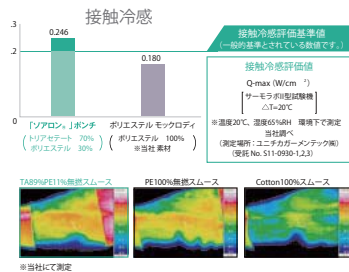 接触冷感
.3
0.246
.2
0.180
0
「ソアロン®」ポンチ
(トリアセテート 70%
ポリエステル 30%)
ポリエステル モックロディ
(ポリエステル 100%
※当社 素材)
接触冷感評価基準値
(一般的基準とされている数値です。)
接触冷感評価値
Q-max (W/cm ²)
サーモラボII型試験機
△T=20℃
※温度20℃、湿度65%RH 環境下で測定
当社調べ
(測定場所:ユニチカガーメンテック㈱)
(受託 No. S11-0930-1,2,3)
TA89%PE11%無撚スムース
PE100%無撚スムース
Cotton100%スムース
※当社にて測定